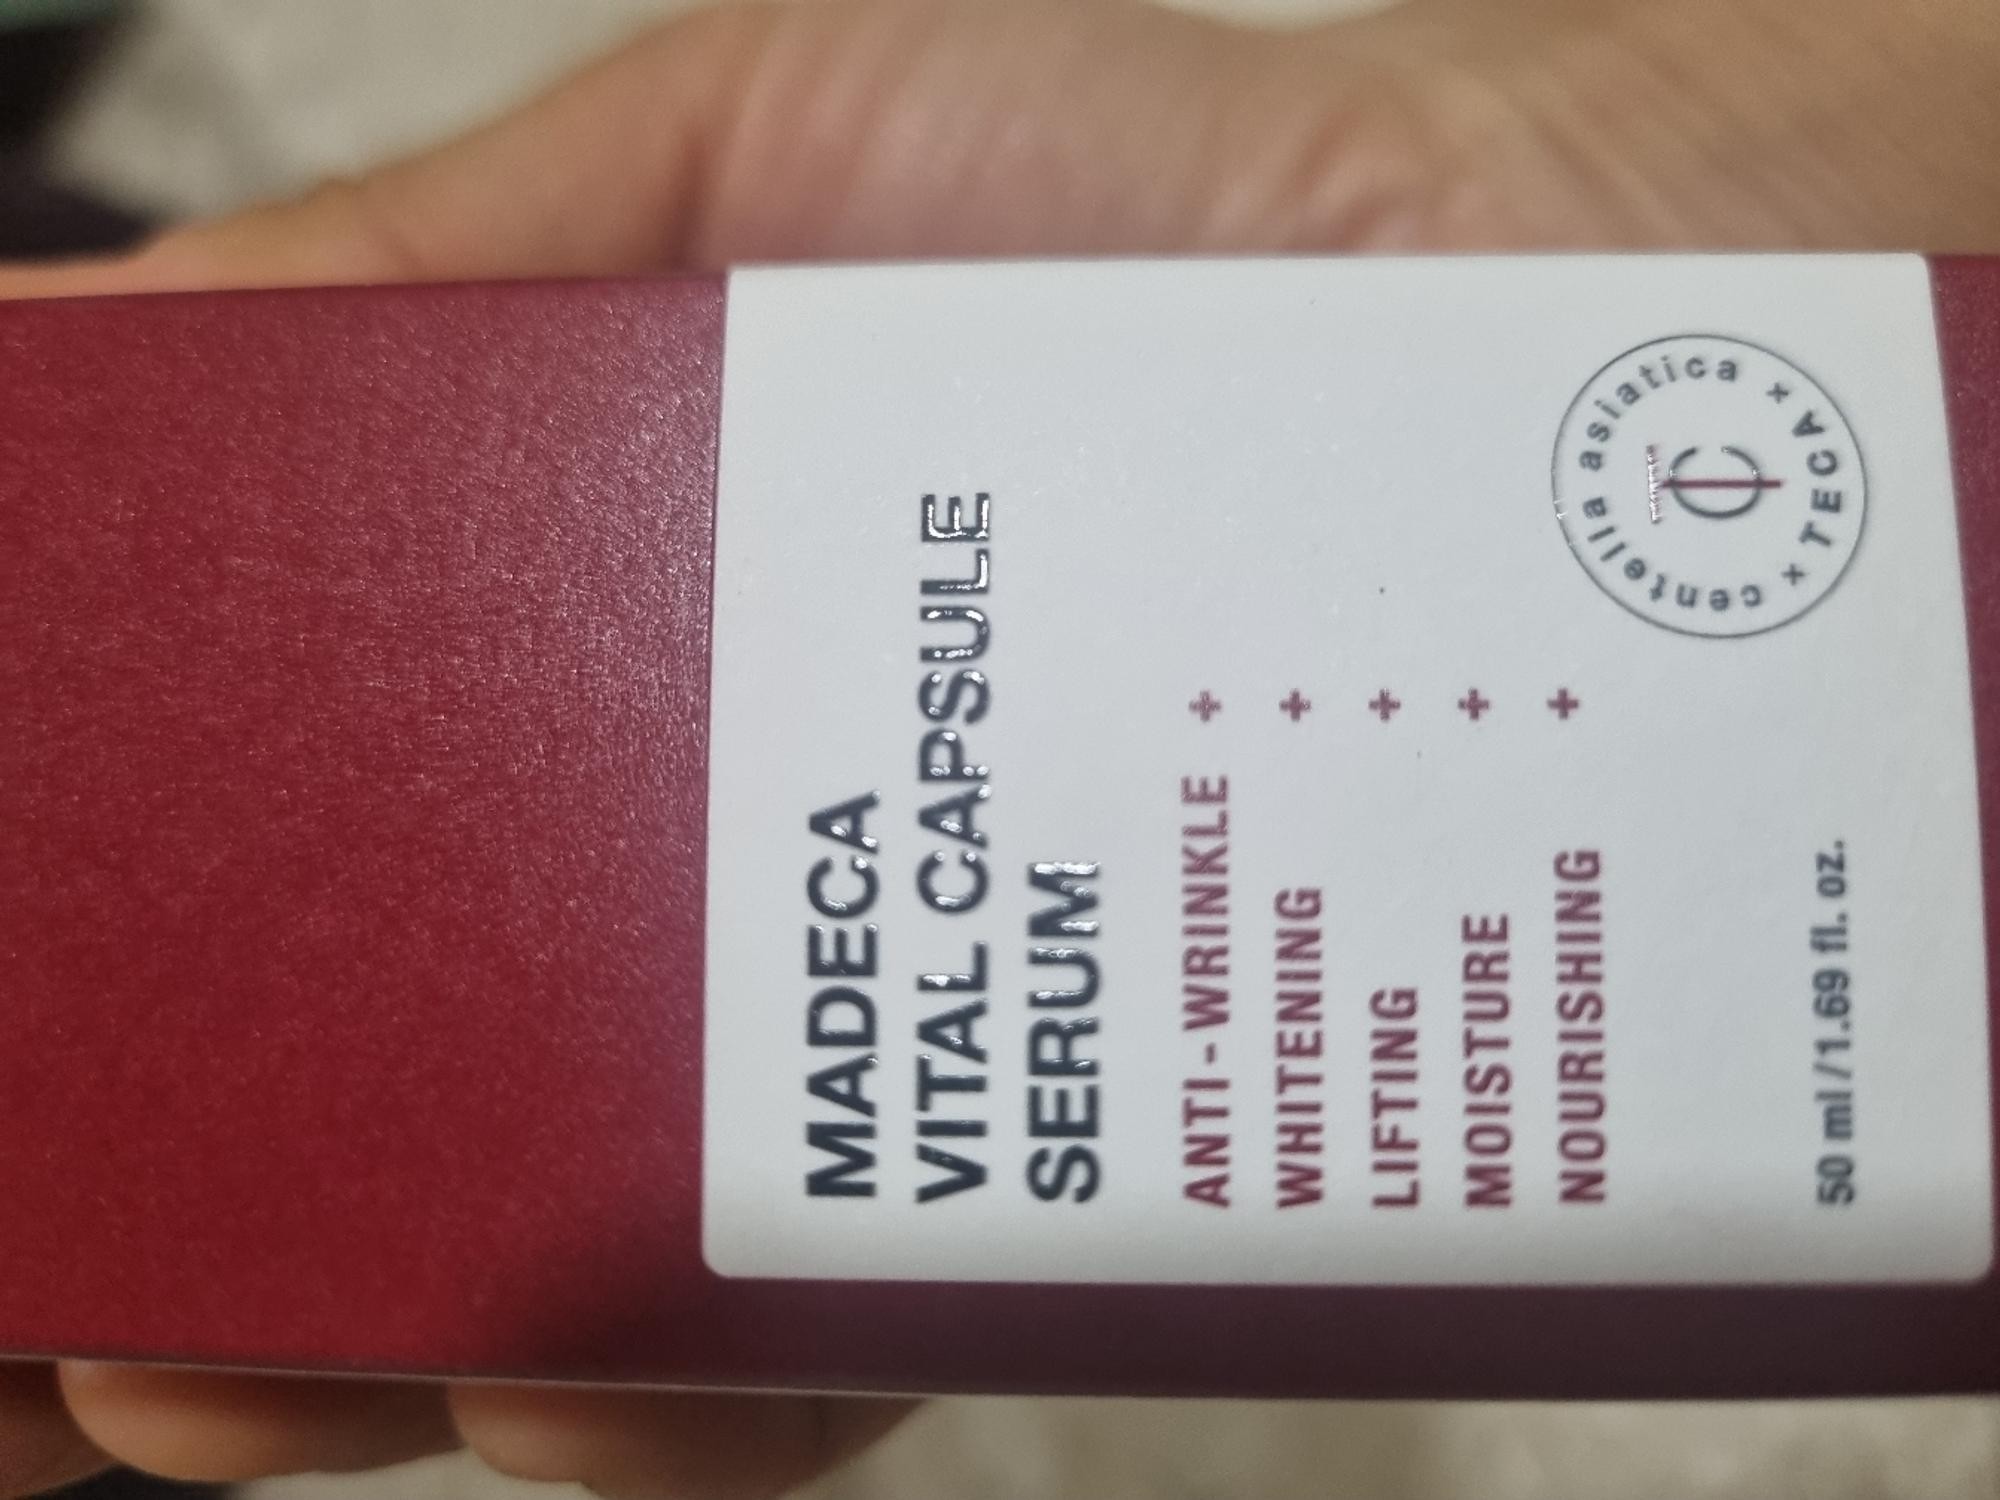 MADECA
VITAL CAPSULE
SERUM
ANTI-WRINKLE +
WHITENING +
LIFTING +
MOISTURE +
NOURISHING +
50 ml / 1.69 fl. oz.
centella asiatica x TECA x